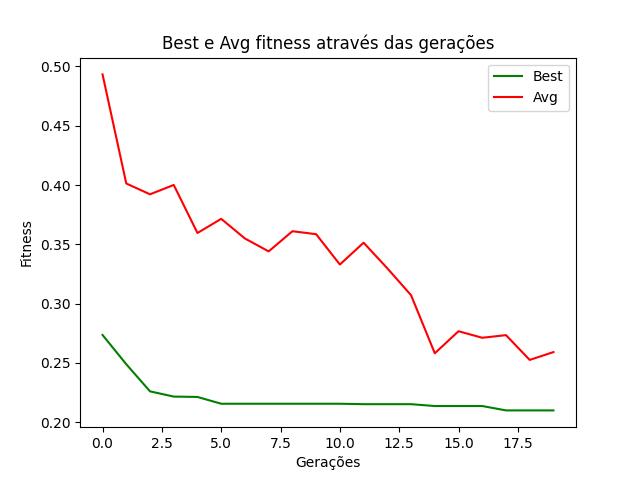 Best e Avg fitness através das gerações
Best
Avg
Fitness
0.50
0.45
0.40
0.35
0.30
0.25
0.20
0.0 2.5 5.0 7.5 10.0 12.5 15.0 17.5
Gerações